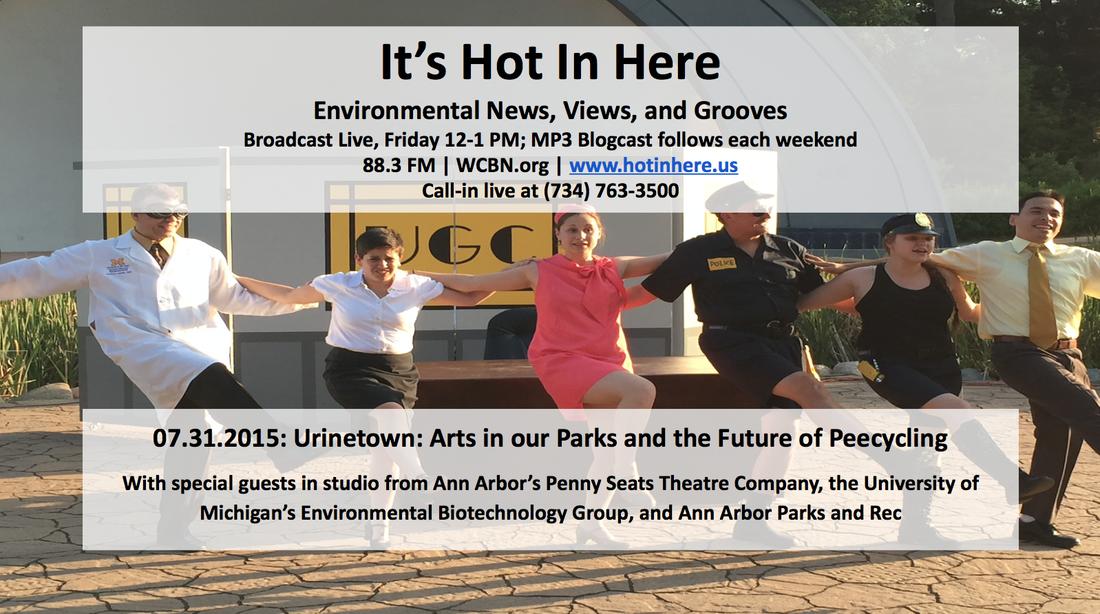 It's Hot In Here
Environmental News, Views, and Grooves
Broadcast Live, Friday 12-1 PM; MP3 Blogcast follows each weekend
88.3 FM | WCBN.org | www.hotinhere.us
Call-in live at (734) 763-3500
UGC
POLICE
07.31.2015: Urinetown: Arts in our Parks and the Future of Peecycling
With special guests in studio from Ann Arbor's Penny Seats Theatre Company, the University of
Michigan's Environmental Biotechnology Group, and Ann Arbor Parks and Rec